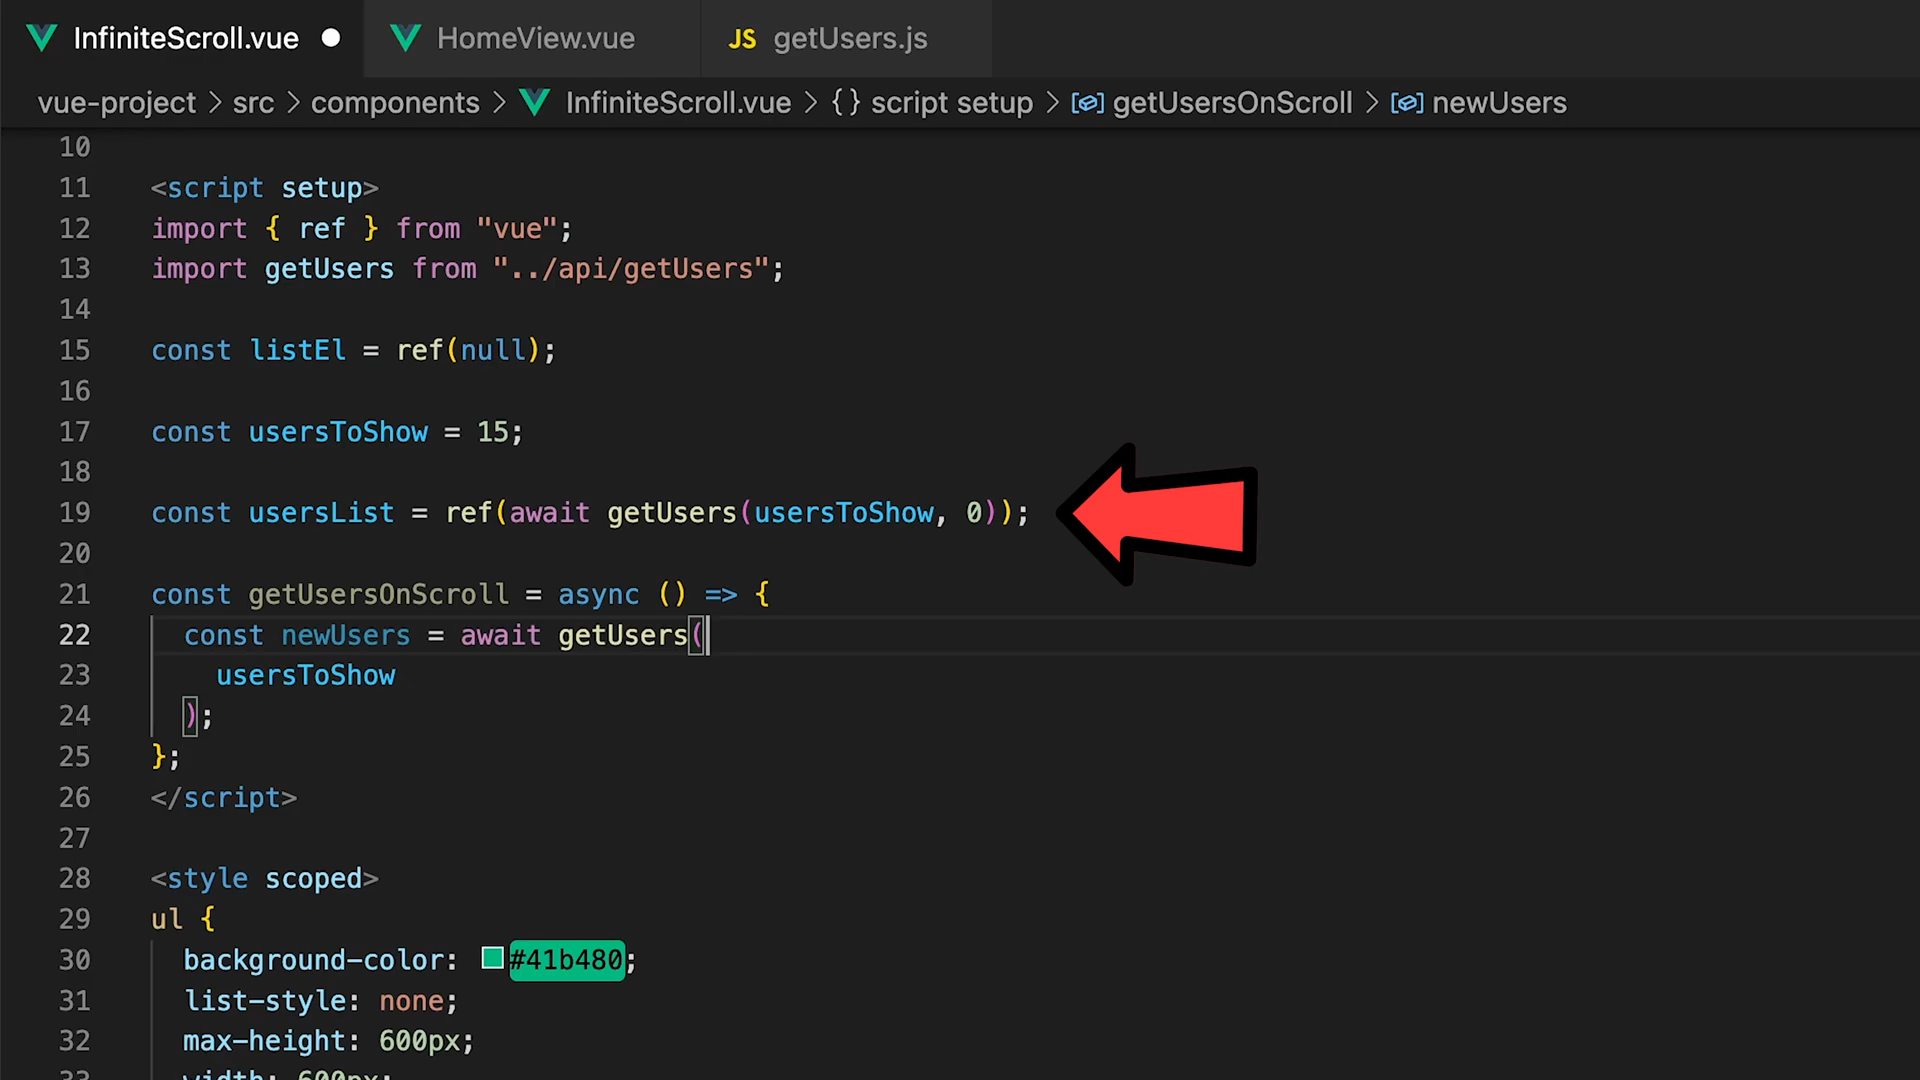 InfiniteScroll.vue HomeView.vue JS getUsers.js
vue-project > src > components > InfiniteScroll.vue > {} script setup > getUsersOnScroll > newUsers
10
11 <script setup>
12 import { ref } from "vue";
13 import getUsers from "../api/getUsers";
14
15 const listEl = ref(null);
16
17 const usersToShow = 15;
18
19 const usersList = ref(await getUsers(usersToShow, 0));
20
21 const getUsersOnScroll = async () => {
22 const newUsers = await getUsers(
23 usersToShow
24 );
25 };
26 </script>
27
28 <style scoped>
29 ul {
30 background-color: #41b480;
31 list-style: none;
32 max-height: 600px;
33 width: 600px;